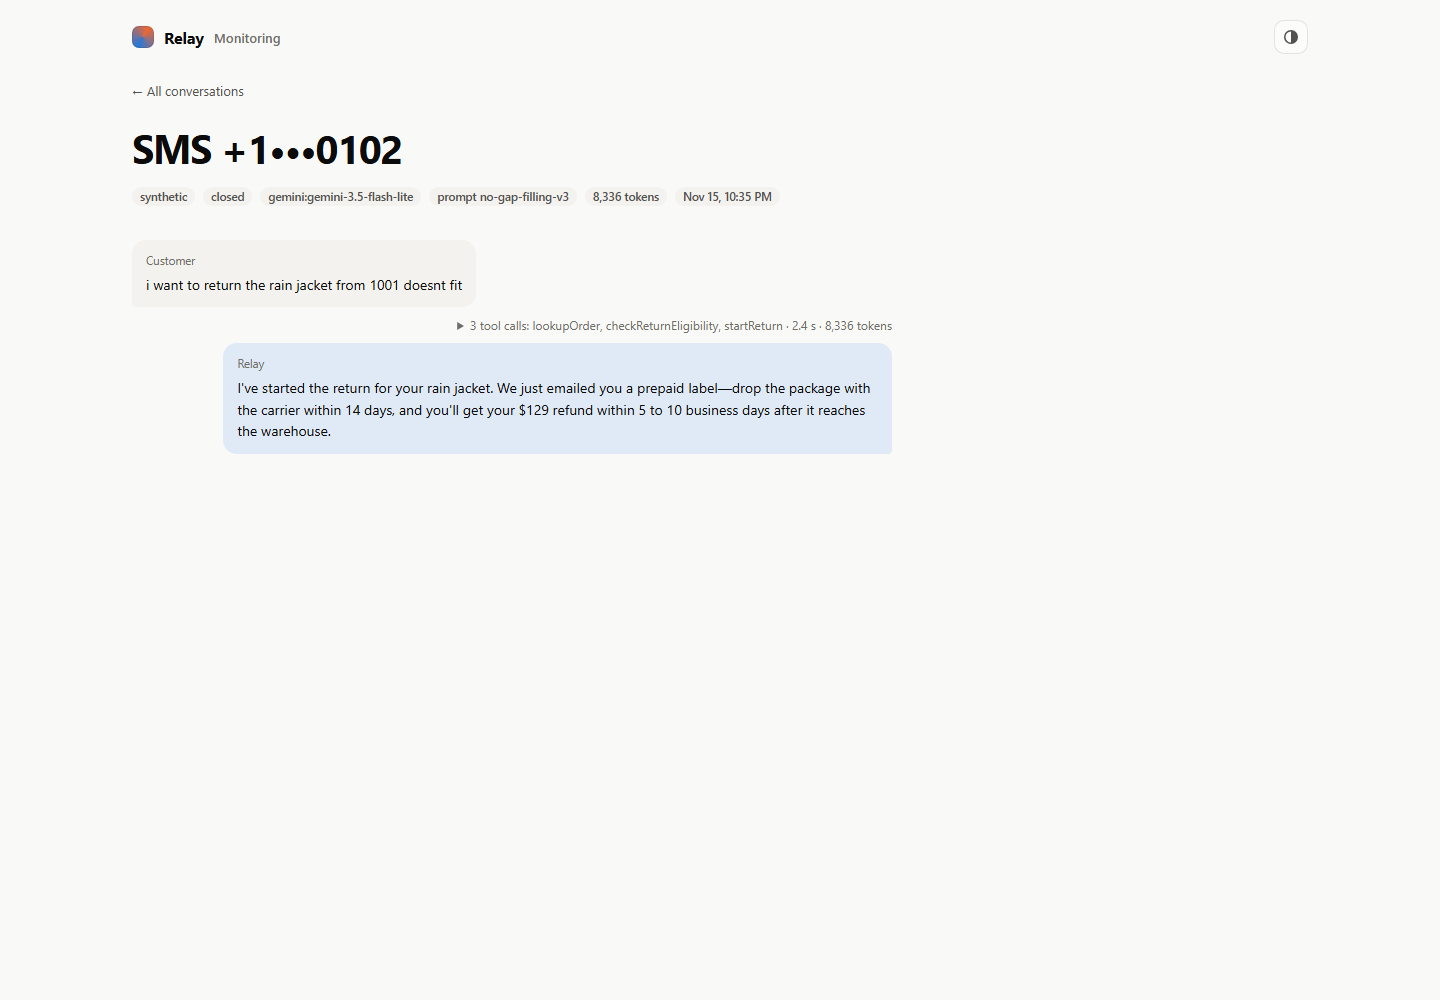 Relay Monitoring
← All conversations
SMS +1•••0102
synthetic closed gemini:gemini-3.5-flash-lite prompt no-gap-filling-v3 8,336 tokens Nov 15, 10:35 PM
Customer
i want to return the rain jacket from 1001 doesnt fit
▶ 3 tool calls: lookupOrder, checkReturnEligibility, startReturn · 2.4 s · 8,336 tokens
Relay
I've started the return for your rain jacket. We just emailed you a prepaid label—drop the package with
the carrier within 14 days, and you'll get your $129 refund within 5 to 10 business days after it reaches
the warehouse.